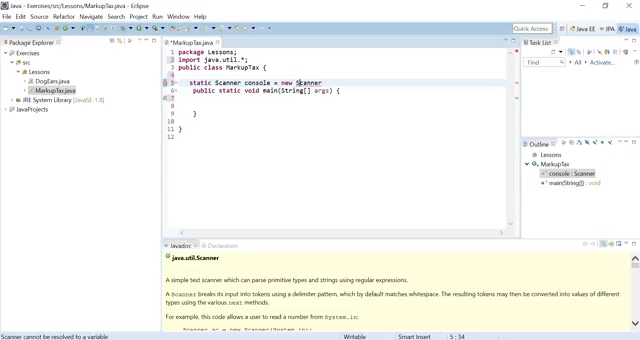 Java - Exercises/src/Lessons/MarkupTax.java - Eclipse
File Edit Source Refactor Navigate Search Project Run Window Help
Quick Access
Java EE
JPA
Java
Package Explorer
Exercises
src
Lessons
DogEars.java
MarkupTax.java
JRE System Library [JavaSE-1.8]
JavaProjects
*MarkupTax.java
1 package Lessons;
2 import java.util.*;
3 public class MarkupTax {
4
5 static Scanner console = new Scanner
6 public static void main(String[] args) {
7
8
9 }
10
11 }
12
Task List
Find
All
Activate...
Outline
Lessons
MarkupTax
console : Scanner
main(String[]) : void
Javadoc
Declaration
java.util.Scanner
A simple text scanner which can parse primitive types and strings using regular expressions.
A Scanner breaks its input into tokens using a delimiter pattern, which by default matches whitespace. The resulting tokens may then be converted into values of different
types using the various next methods.
For example, this code allows a user to read a number from System.in:
Scanner sc = new Scanner(System.in);
Scanner cannot be resolved to a variable
Writable
Smart Insert
5 : 34